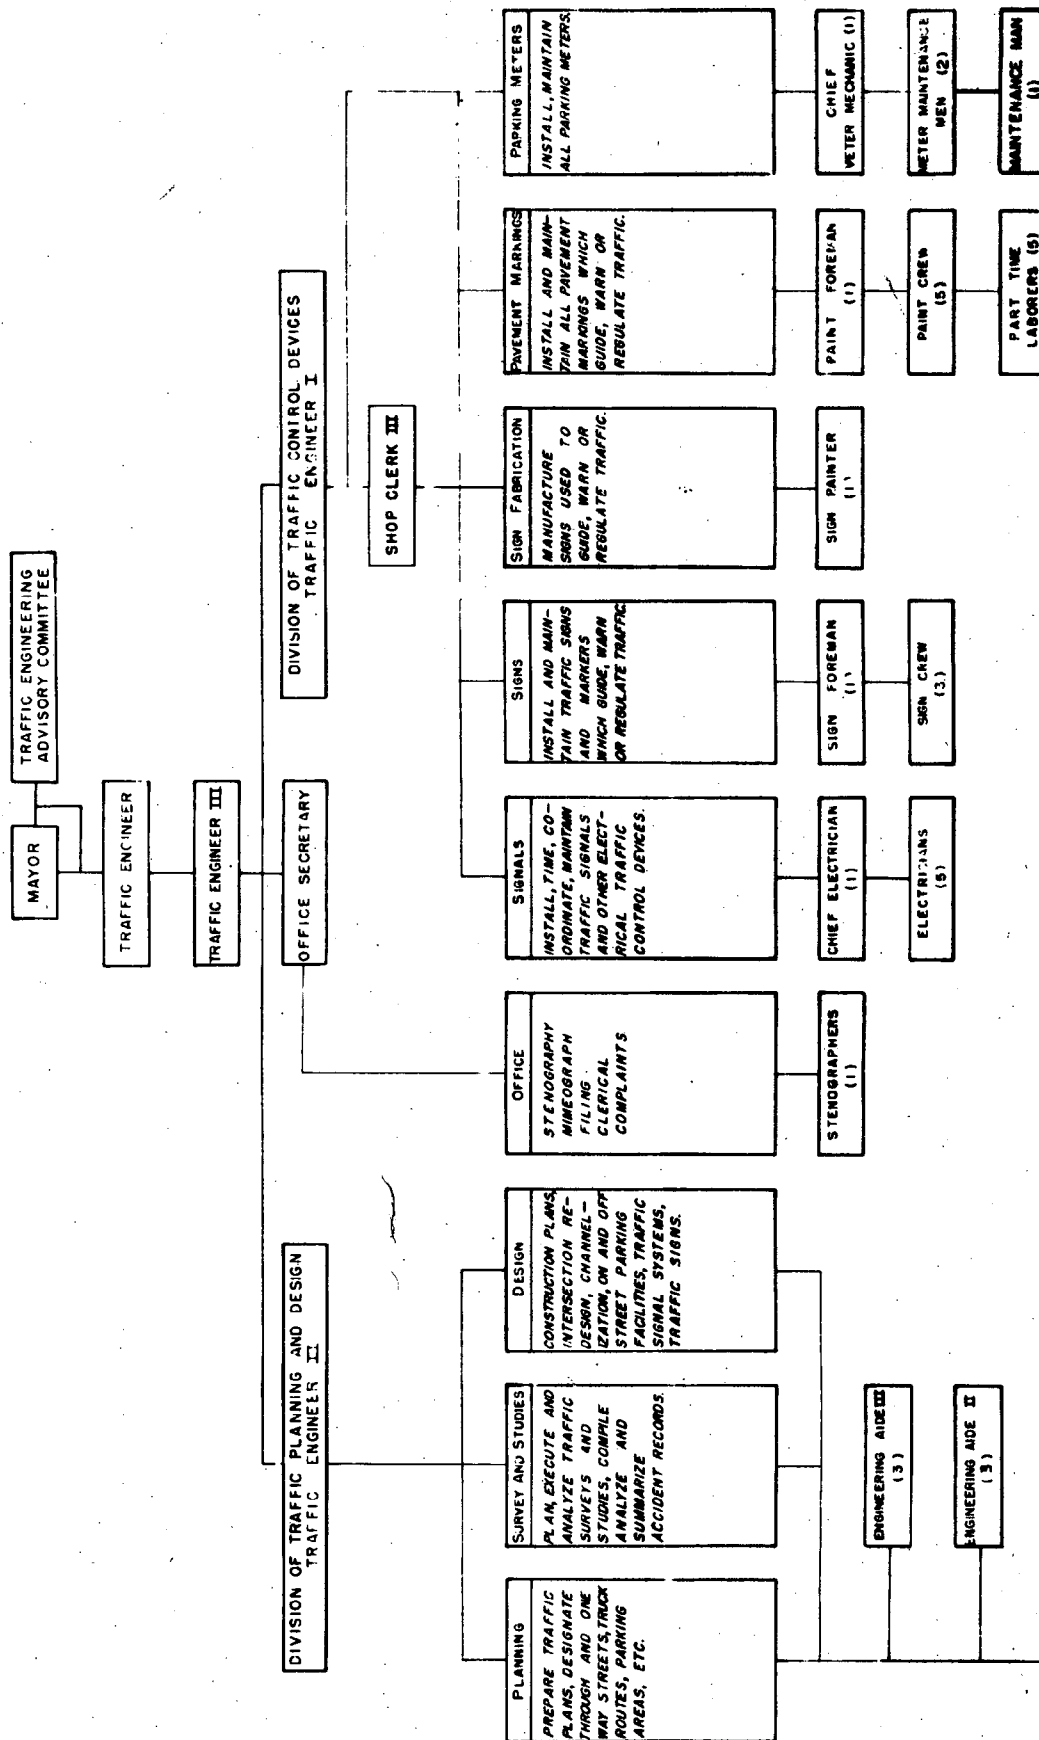 TRAFFIC ENGINEERING
ADVISORY COMMITTEE
MAYOR
TRAFFIC ENGINEER
TRAFFIC ENGINEER III
OFFICE SECRETARY
DIVISION OF TRAFFIC PLANNING AND DESIGN
TRAFFIC ENGINEER II
DIVISION OF TRAFFIC CONTROL DEVICES
TRAFFIC ENGINEER I
SHOP CLERK III
PLANNING
PREPARE TRAFFIC
PLANS, DESIGNATE
THROUGH AND ONE
WAY STREETS, TRUCK
ROUTES, PARKING
AREAS, ETC.
SURVEY AND STUDIES
PLAN, EXECUTE AND
ANALYZE TRAFFIC
SURVEYS AND
STUDIES, COMPILE
ANALYZE AND
SUMMARIZE
ACCIDENT RECORDS.
DESIGN
CONSTRUCTION PLANS,
INTERSECTION RE-
DESIGN, CHANNEL-
IZATION, ON AND OFF
STREET PARKING
FACILITIES, TRAFFIC
SIGNAL SYSTEMS,
TRAFFIC SIGNS.
OFFICE
STENOGRAPHY
MIMEOGRAPH
FILING
CLERICAL
COMPLAINTS
SIGNALS
INSTALL, TIME, CO-
ORDINATE, MAINTAIN
TRAFFIC SIGNALS
AND OTHER ELECT-
RICAL TRAFFIC
CONTROL DEVICES.
SIGNS
INSTALL AND MAIN-
TAIN TRAFFIC SIGNS
AND MARKERS
WHICH GUIDE, WARN
OR REGULATE TRAFFIC.
SIGN FABRICATION
MANUFACTURE
SIGNS USED TO
GUIDE, WARN OR
REGULATE TRAFFIC.
PAVEMENT MARKINGS
INSTALL AND MAIN-
TAIN ALL PAVEMENT
MARKINGS WHICH
GUIDE, WARN OR
REGULATE TRAFFIC.
PARKING METERS
INSTALL, MAINTAIN
ALL PARKING METERS.
STENOGRAPHERS
(1)
CHIEF ELECTRICIAN
(1)
SIGN FOREMAN
(1)
SIGN PAINTER
(1)
PAINT FOREMAN
(1)
CHIEF
METER MECHANIC (1)
ENGINEERING AIDE III
(3)
ELECTRICIANS
(5)
SIGN CREW
(3)
PAINT CREW
(5)
METER MAINTENANCE
MEN (2)
ENGINEERING AIDE II
(3)
PART TIME
LABORERS (5)
MAINTENANCE MAN
(1)